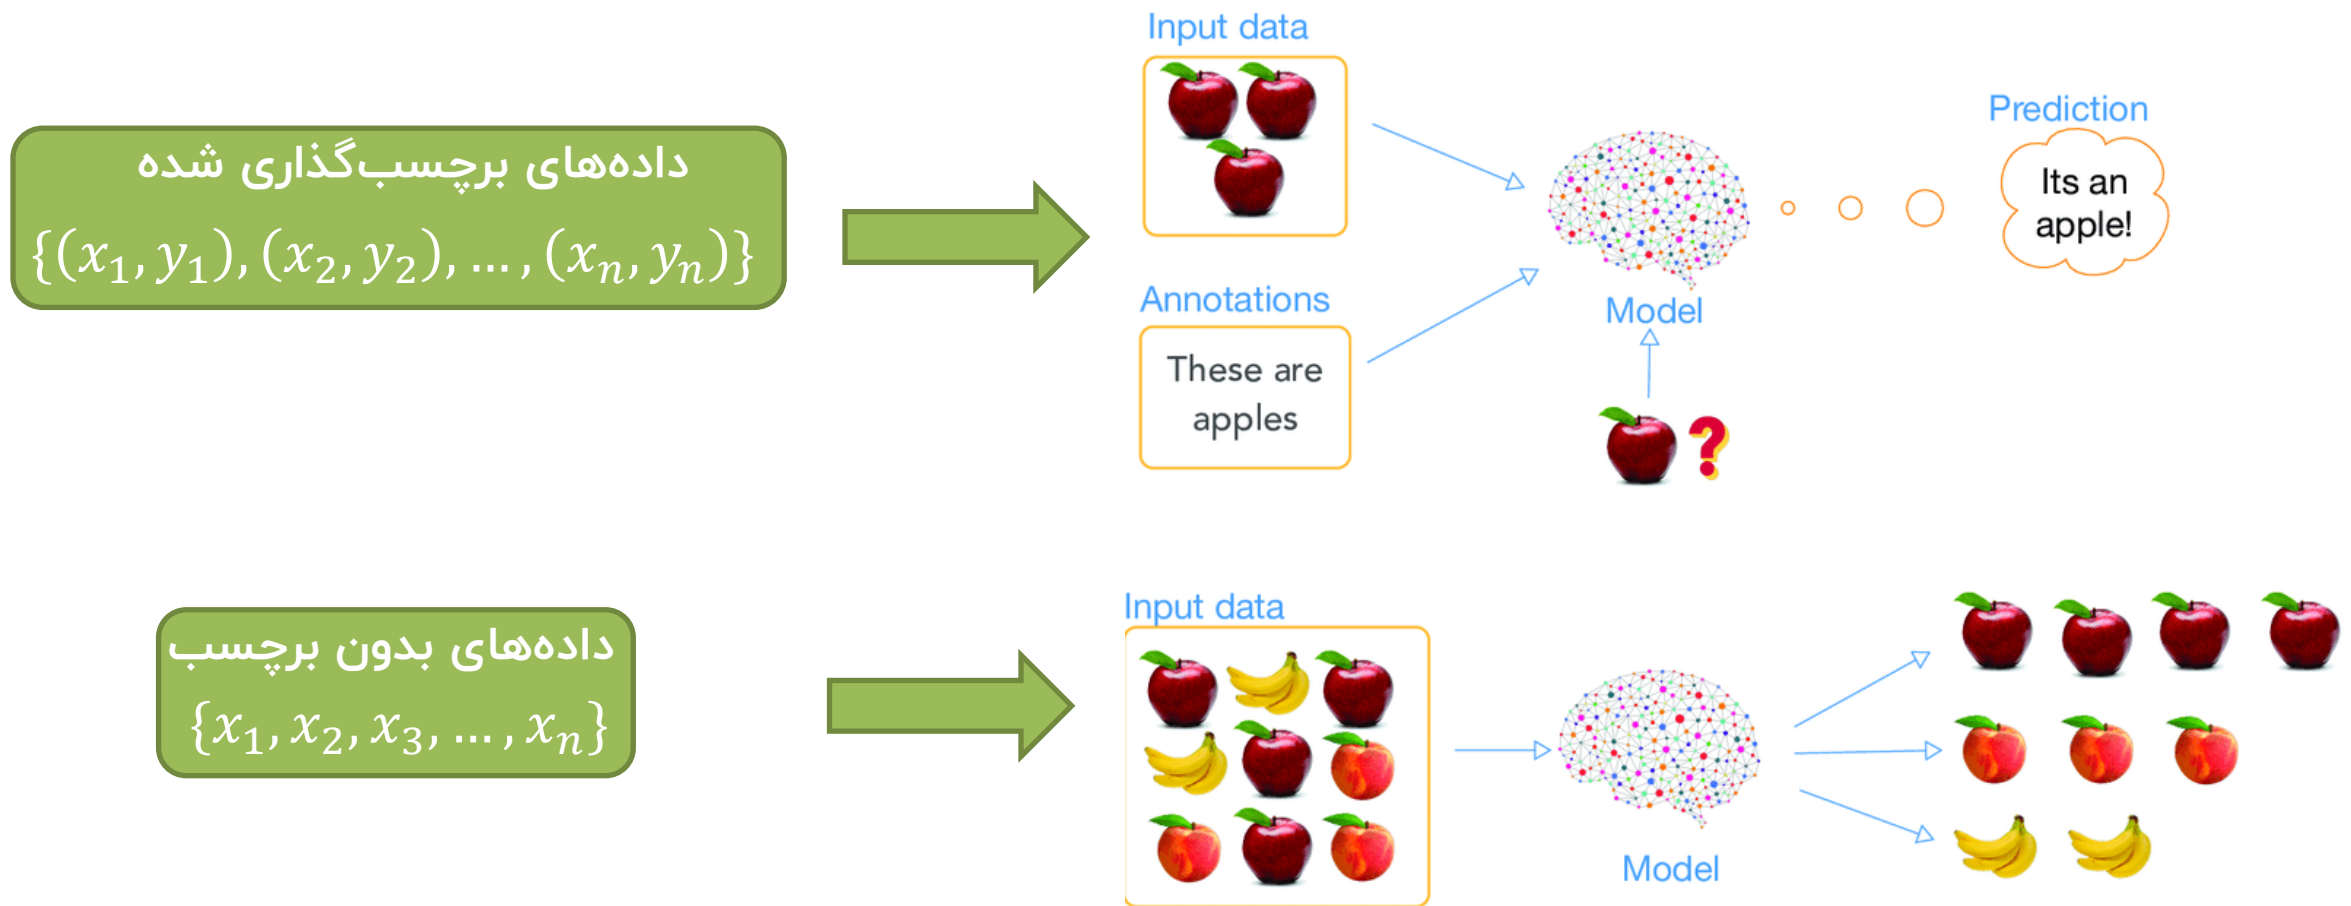 داده‌های برچسب‌گذاری شده
{(x₁, y₁), (x₂, y₂), … , (xₙ, yₙ)}
Input data
Annotations
These are
apples
Model
?
Prediction
Its an
apple!
داده‌های بدون برچسب
{x₁, x₂, x₃, … , xₙ}
Input data
Model